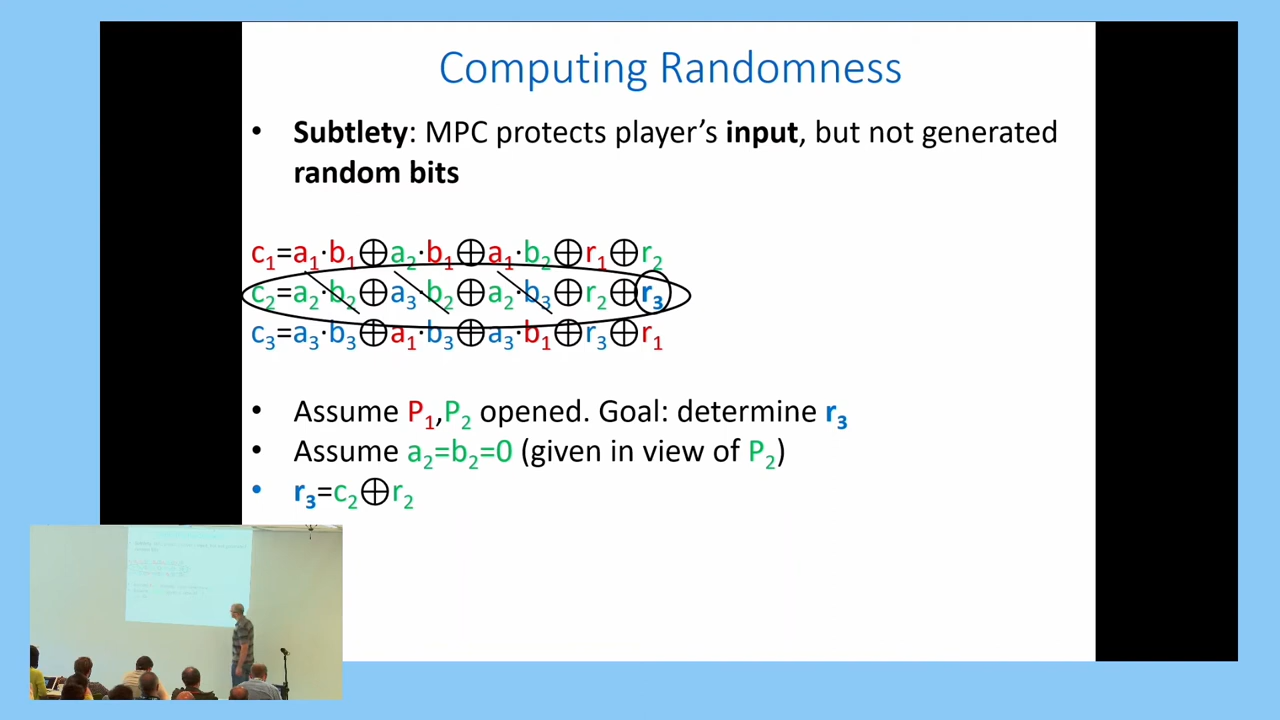 Computing Randomness
• Subtlety: MPC protects player’s input, but not generated
random bits
c₁=a₁·b₁⊕a₂·b₁⊕a₁·b₂⊕r₁⊕r₂
c₂=a₂·b₂⊕a₃·b₂⊕a₂·b₃⊕r₂⊕r₃
c₃=a₃·b₃⊕a₁·b₃⊕a₃·b₁⊕r₃⊕r₁
• Assume P₁,P₂ opened. Goal: determine r₃
• Assume a₂=b₂=0 (given in view of P₂)
• r₃=c₂⊕r₂